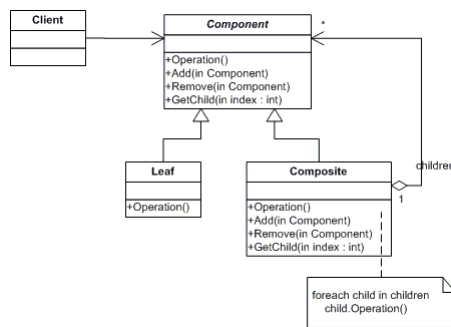 Client
Component
*
+Operation()
+Add(in Component)
+Remove(in Component)
+GetChild(in index : int)
children
Leaf
+Operation()
Composite
1
+Operation()
+Add(in Component)
+Remove(in Component)
+GetChild(in index : int)
foreach child in children
child.Operation()